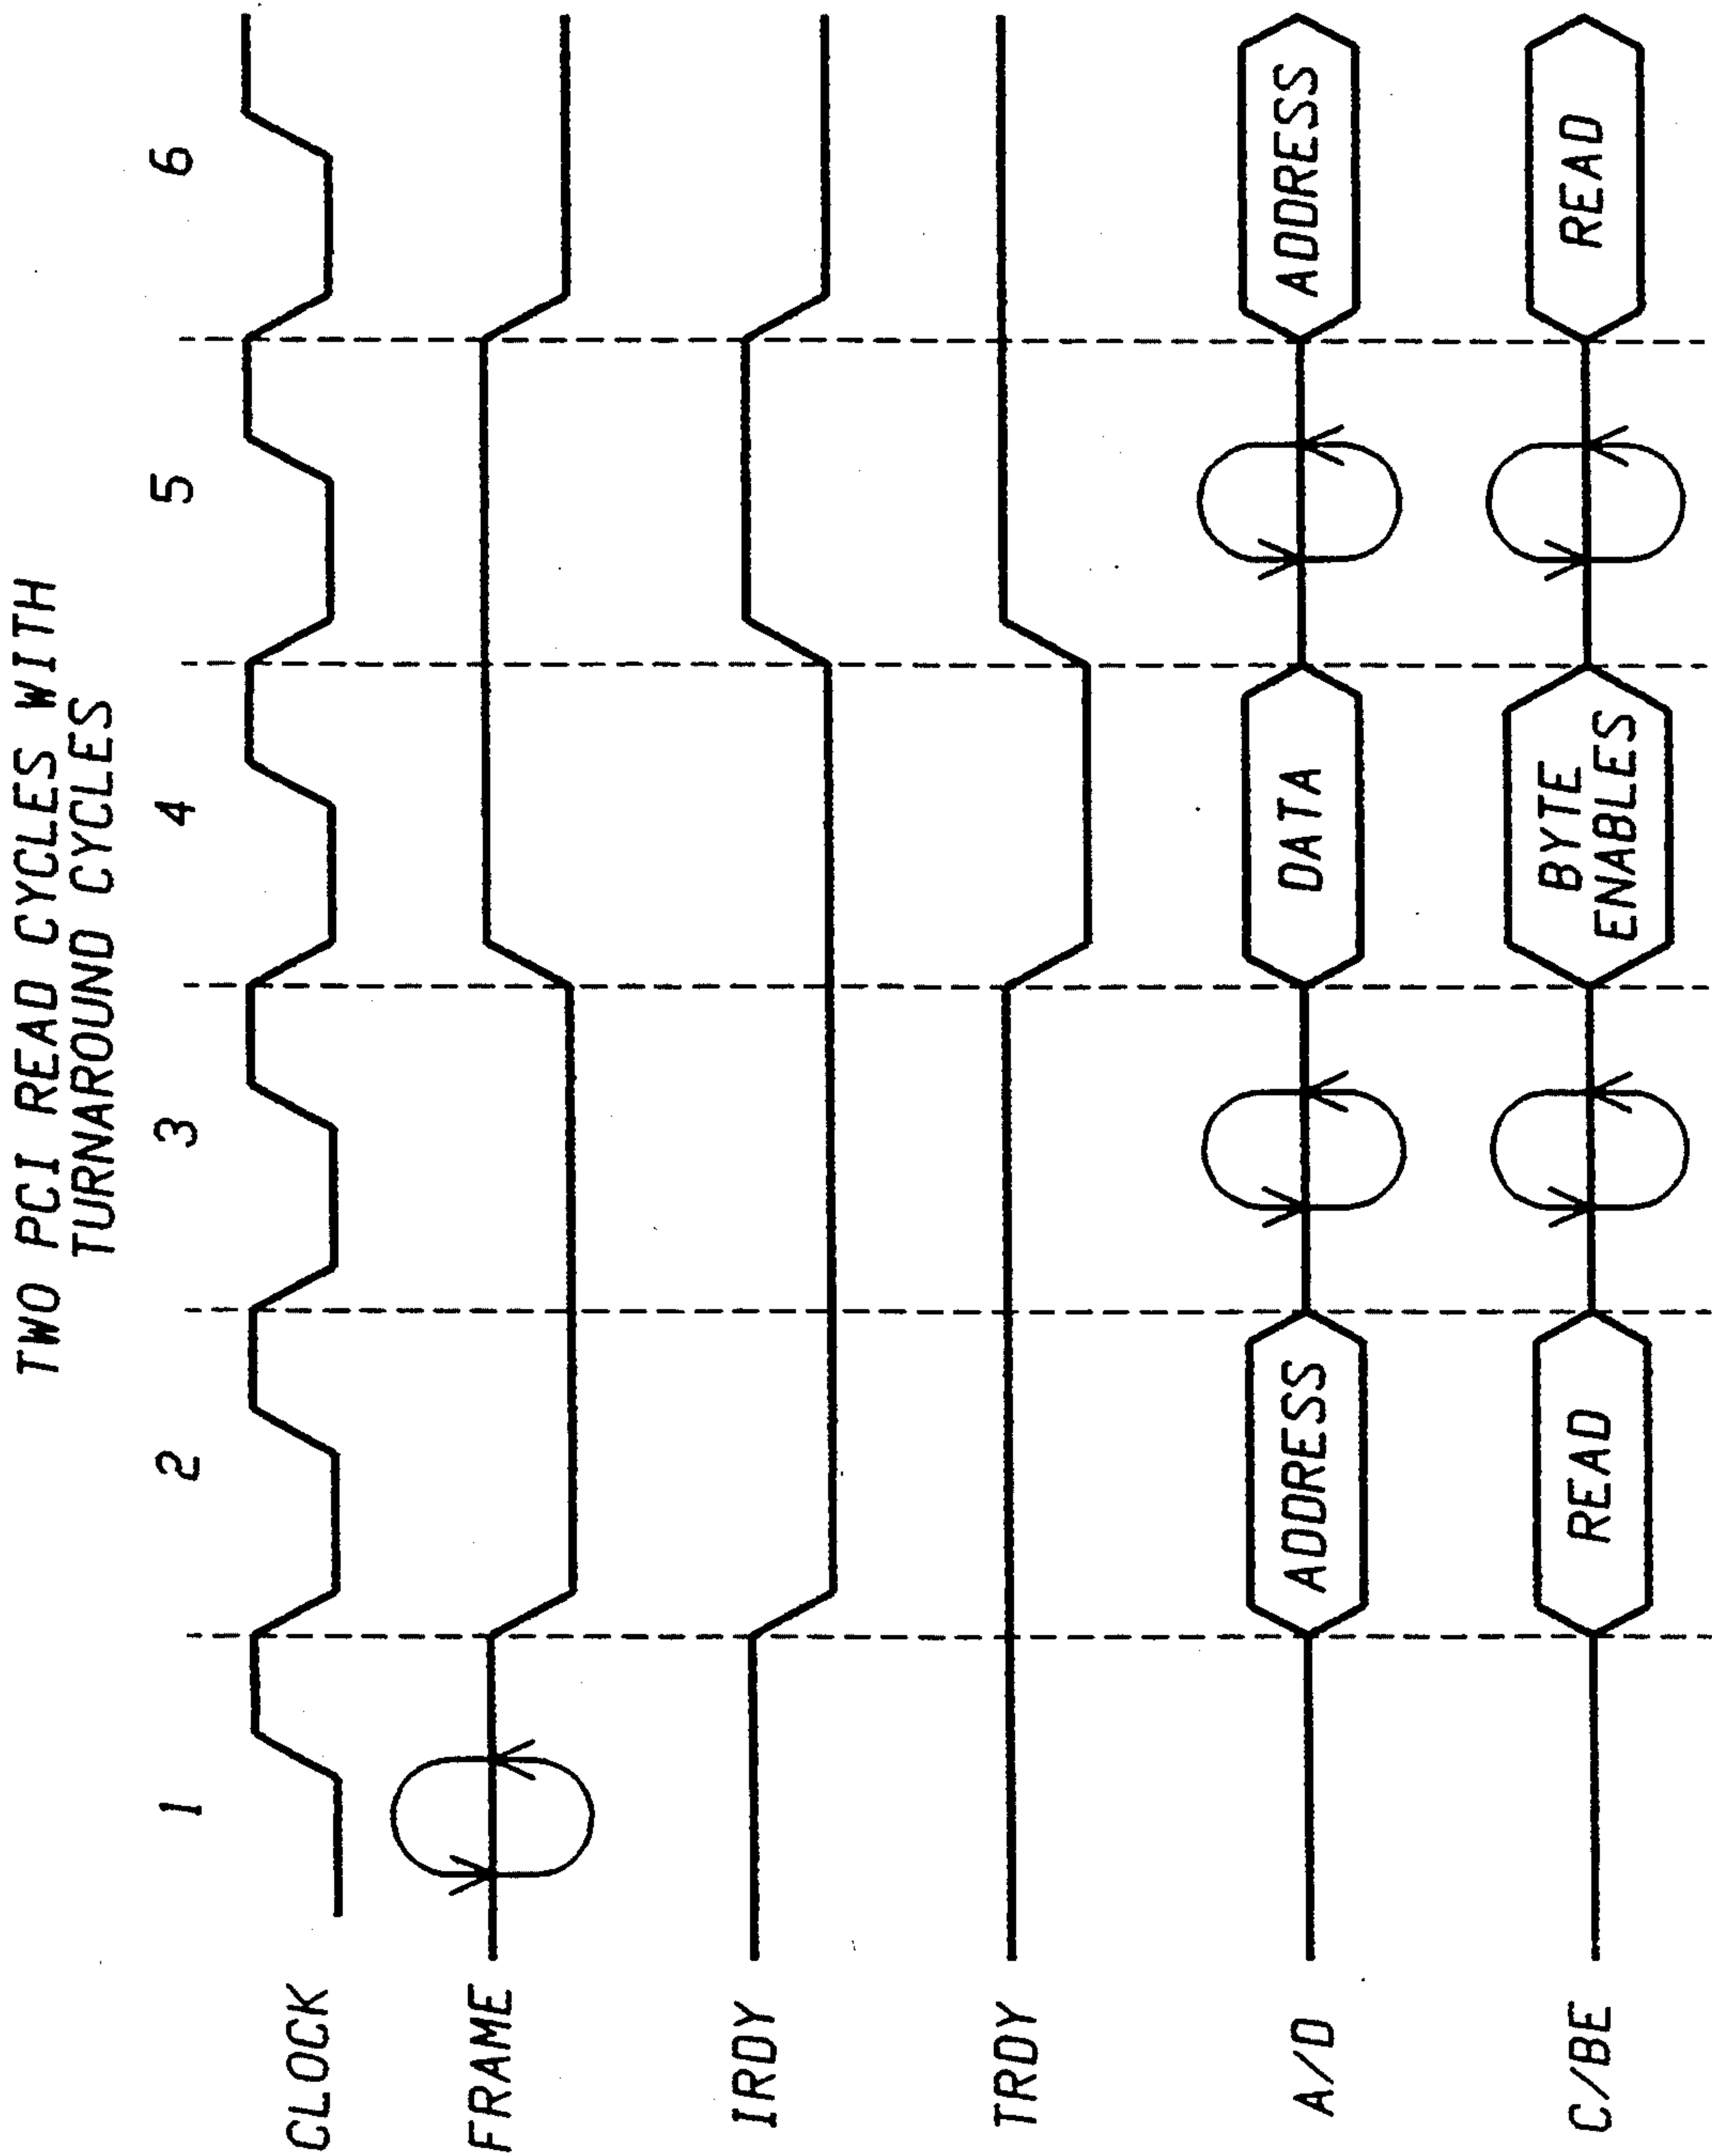 TWO PCI READ CYCLES WITH
TURNAROUND CYCLES
1 2 3 4 5 6
CLOCK
FRAME
IRDY
TRDY
A/D ADDRESS DATA ADDRESS
C/BE READ BYTE ENABLES READ